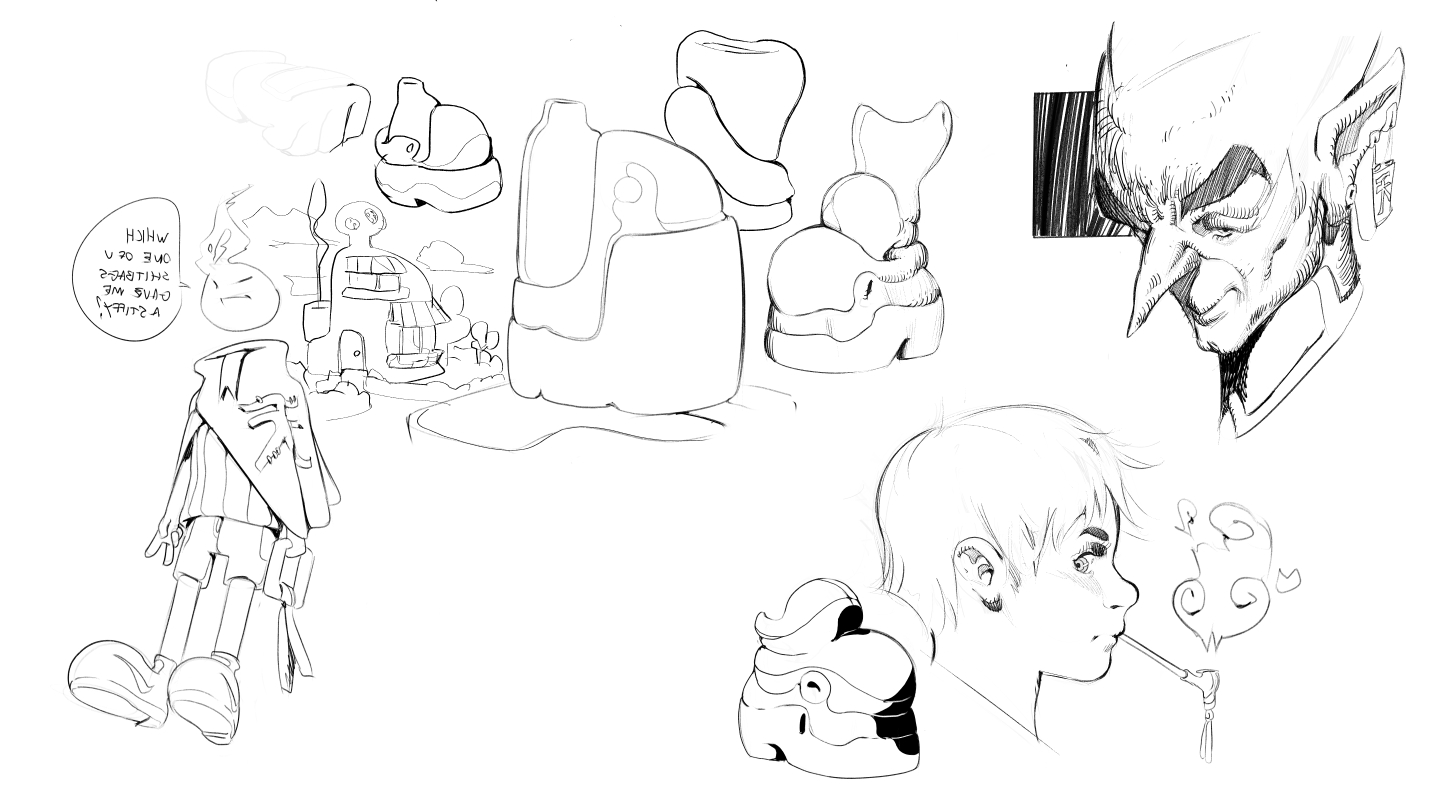 WHICH
ONE OF U
SHITBAGS
GAVE ME
A STIFFY?